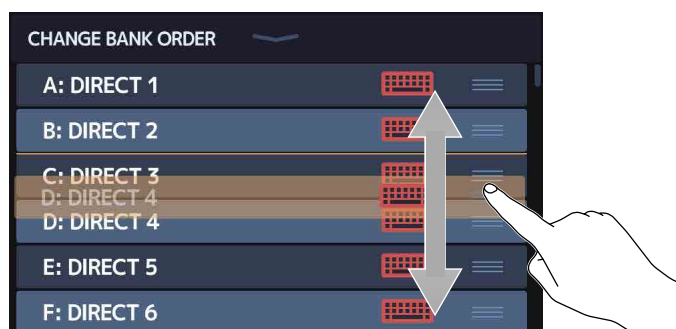 CHANGE BANK ORDER
A: DIRECT 1
B: DIRECT 2
C: DIRECT 3
D: DIRECT 4
D: DIRECT 4
E: DIRECT 5
F: DIRECT 6